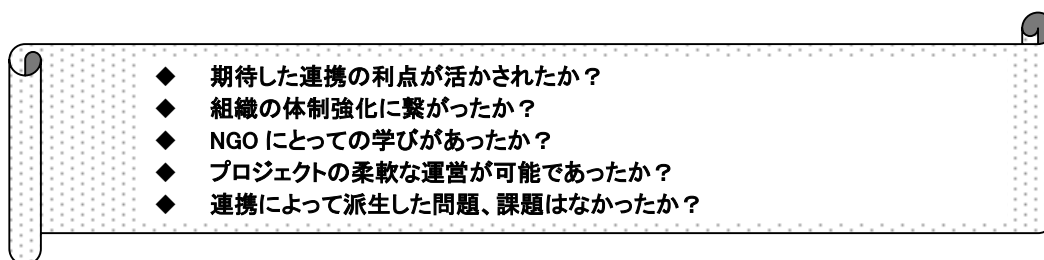 ◆ 期待した連携の利点が活かされたか？
◆ 組織の体制強化に繋がったか？
◆ NGO にとっての学びがあったか？
◆ プロジェクトの柔軟な運営が可能であったか？
◆ 連携によって派生した問題、課題はなかったか？